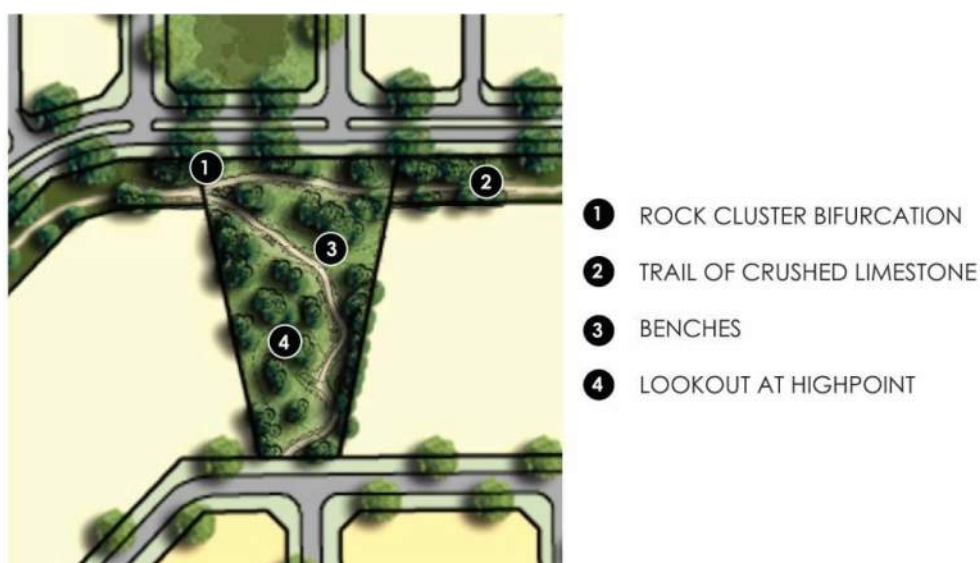 1
2
3
4
1 ROCK CLUSTER BIFURCATION
2 TRAIL OF CRUSHED LIMESTONE
3 BENCHES
4 LOOKOUT AT HIGHPOINT